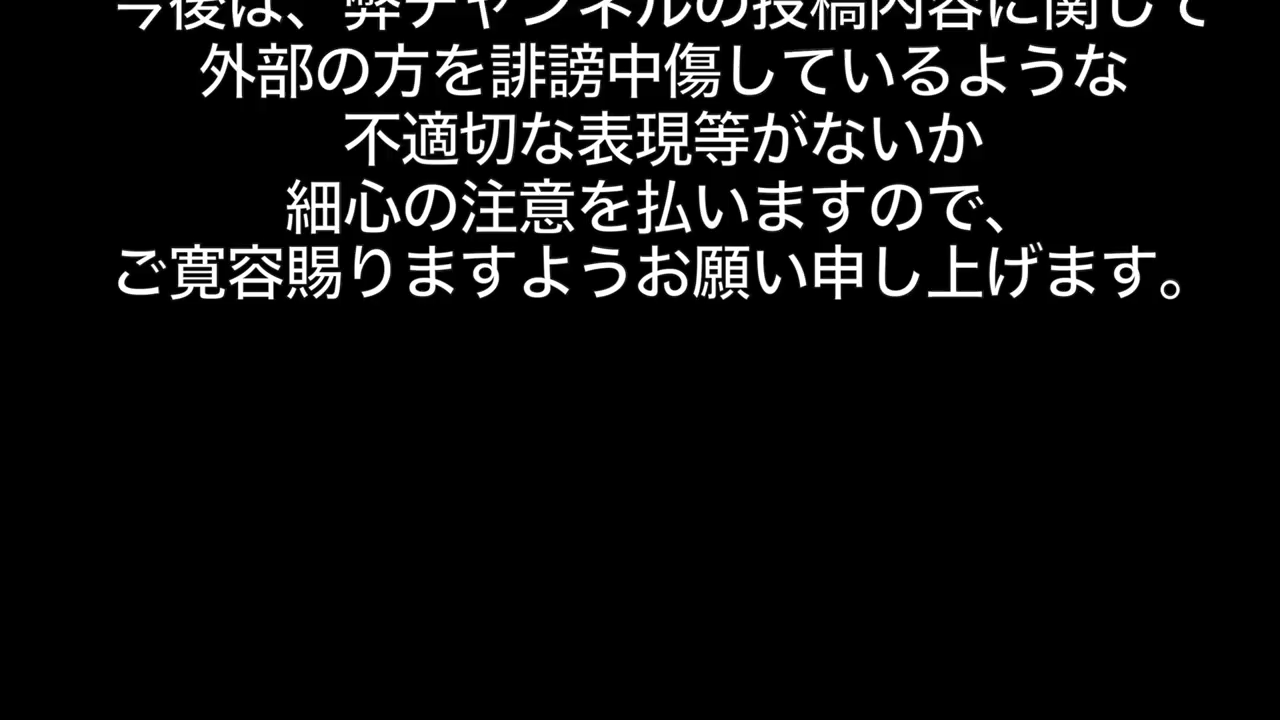 今後は、弊チャンネルの投稿内容に関して
外部の方を誹謗中傷しているような
不適切な表現等がないか
細心の注意を払いますので、
ご寛容賜りますようお願い申し上げます。